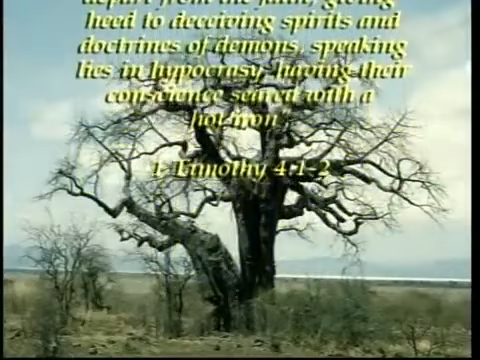 depart from the faith, giving
heed to deceiving spirits and
doctrines of demons, speaking
lies in hypocrasy, having their
conscience seared with a
hot iron"
1 Timothy 4:1-2